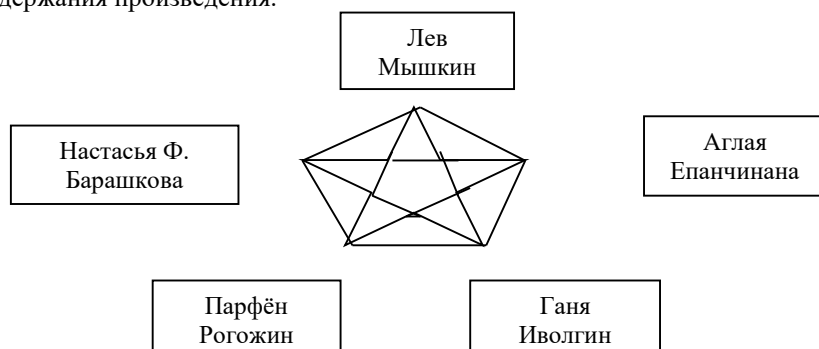 держания произведения.
Лев
Мышкин
Настасья Ф.
Барашкова
Аглая
Епанчинана
Парфён
Рогожин
Ганя
Иволгин